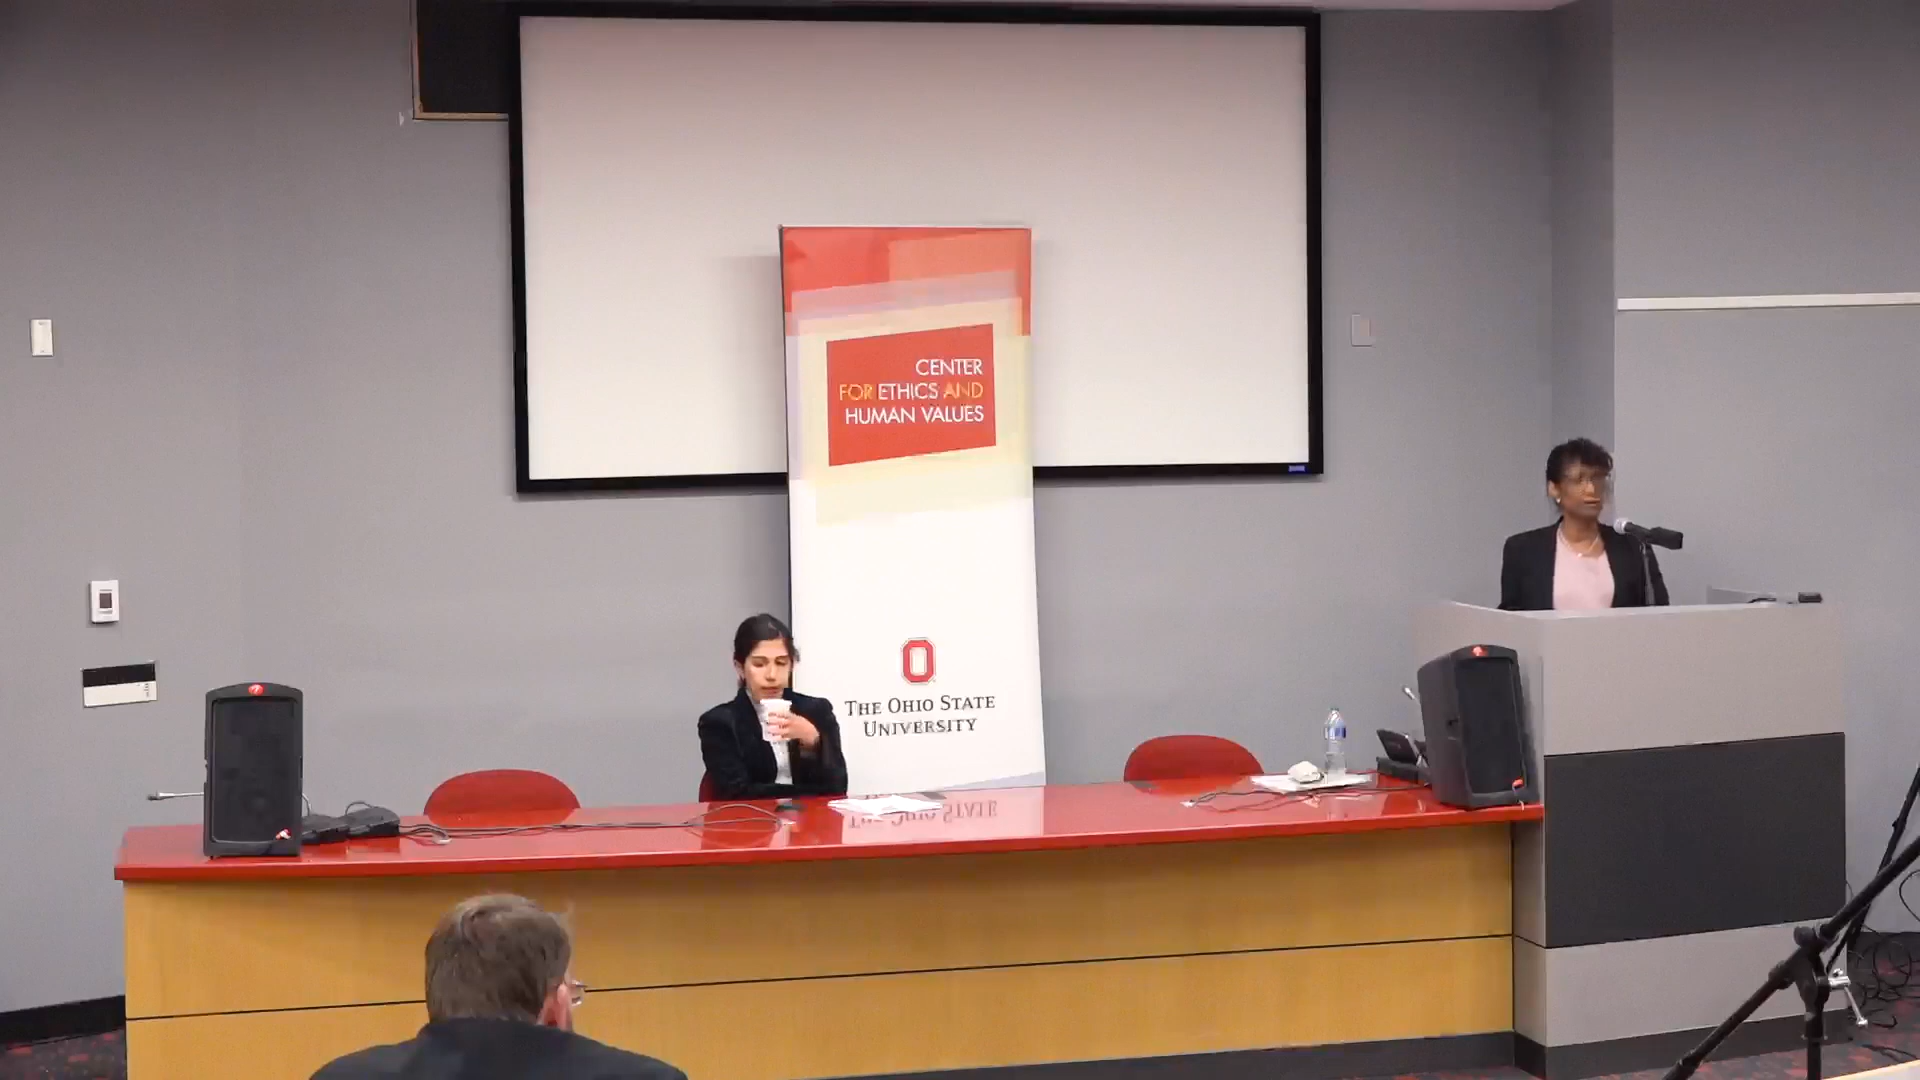 CENTER
FOR ETHICS AND
HUMAN VALUES
O
THE OHIO STATE
UNIVERSITY